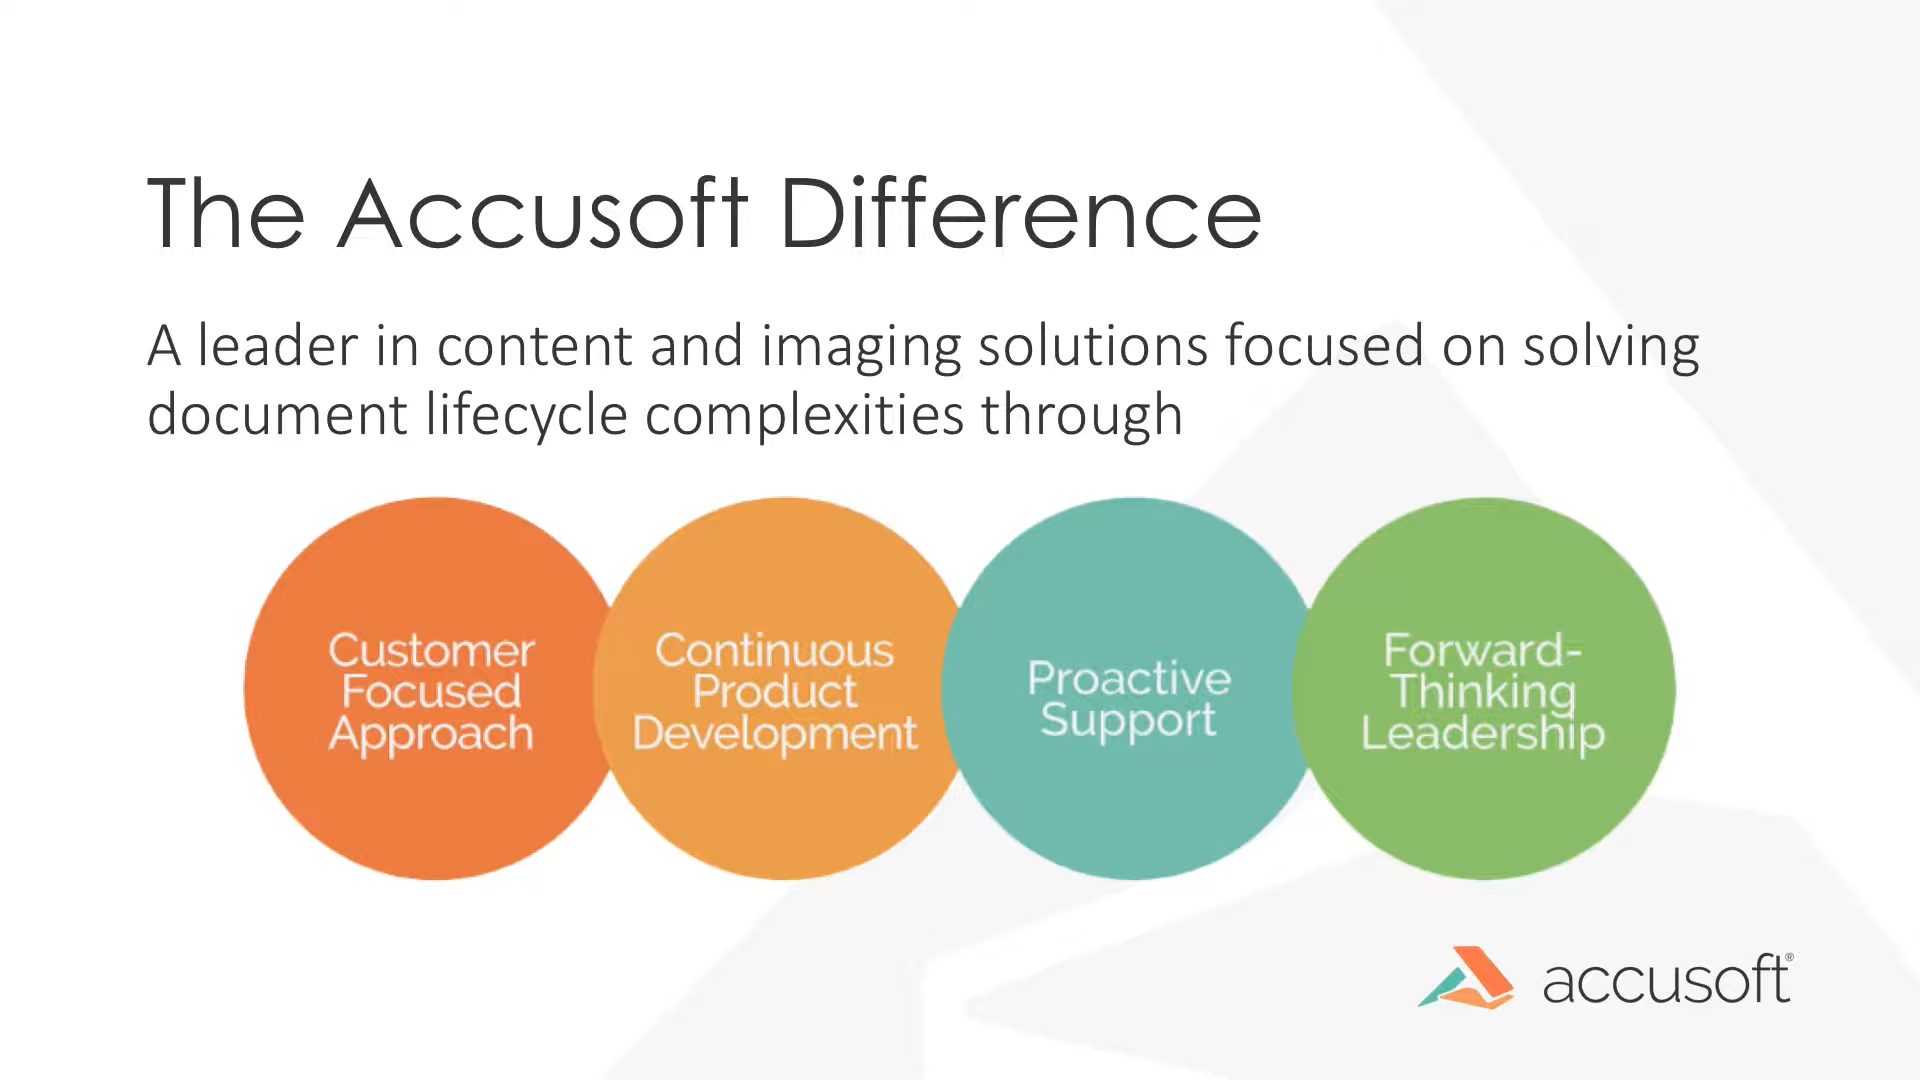 The Accusoft Difference
A leader in content and imaging solutions focused on solving
document lifecycle complexities through
Customer
Focused
Approach
Continuous
Product
Development
Proactive
Support
Forward-
Thinking
Leadership
accusoft®